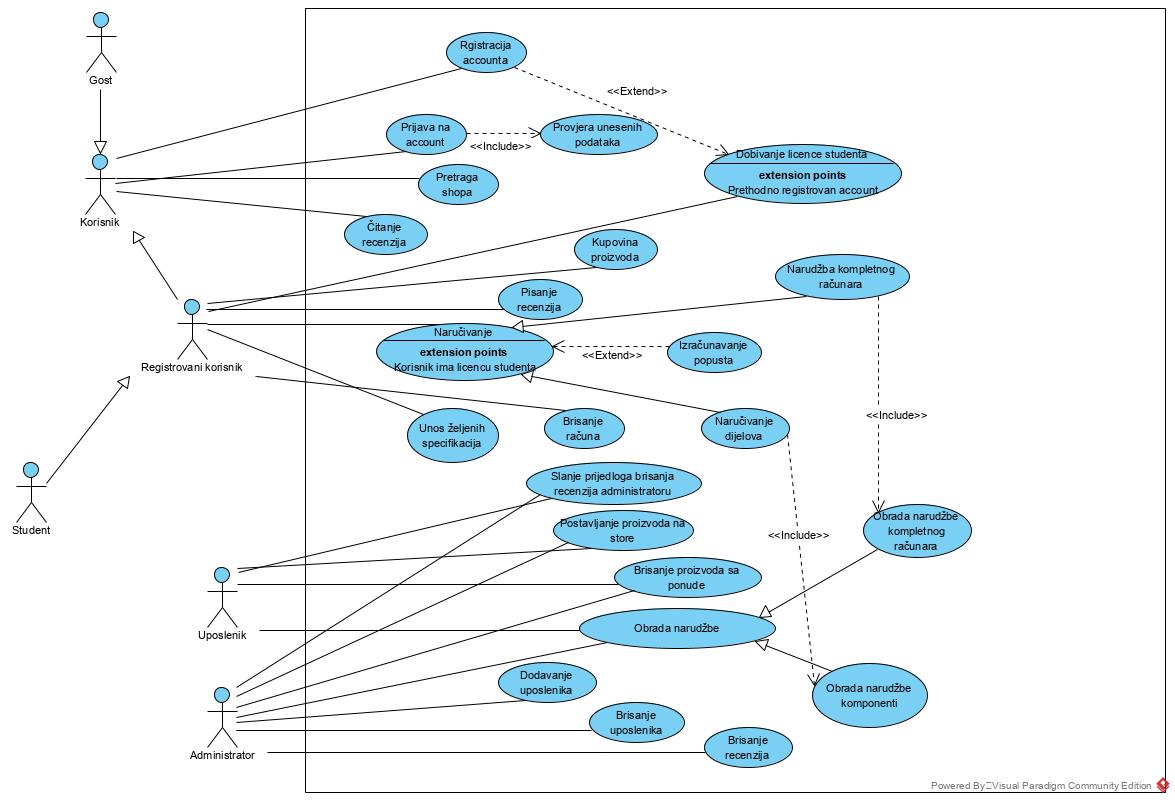 Gost
Rgistracija
accounta
<<Extend>>
Prijava na
account
<<Include>>
Provjera unesenih
podataka
Dobivanje licence studenta
extension points
Prethodno registrovan account
Korisnik
Pretraga
shopa
Čitanje
recenzija
Kupovina
proizvoda
Narudžba kompletnog
računara
Pisanje
recenzija
Registrovani korisnik
Naručivanje
extension points
Korisnik ima licencu studenta
<<Extend>>
Izračunavanje
popusta
Unos željenih
specifikacija
Brisanje
računa
Naručivanje
dijelova
<<Include>>
Student
Slanje prijedloga brisanja
recenzija administratoru
Postavljanje proizvoda na
store
<<Include>>
Obrada narudžbe
kompletnog
računara
Brisanje proizvoda sa
ponude
Uposlenik
Obrada narudžbe
Dodavanje
uposlenika
Obrada narudžbe
komponenti
Brisanje
uposlenika
Administrator
Brisanje
recenzija
Powered By Visual Paradigm Community Edition